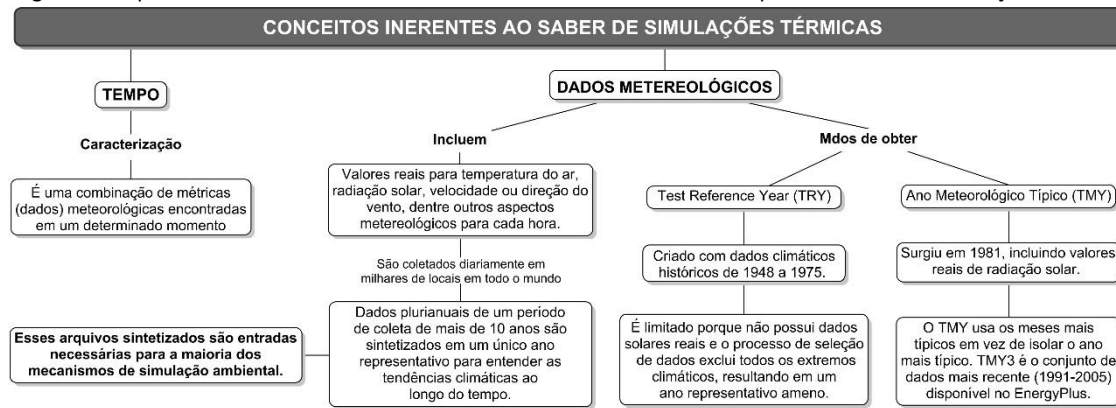 CONCEITOS INERENTES AO SABER DE SIMULAÇÕES TÉRMICAS
TEMPO
Caracterização
É uma combinação de métricas
(dados) meteorológicas encontradas
em um determinado momento
DADOS METEREOLÓGICOS
Incluem
Valores reais para temperatura do ar,
radiação solar, velocidade ou direção do
vento, dentre outros aspectos
metereológicos para cada hora.
São coletados diariamente em
milhares de locais em todo o mundo
Dados plurianuais de um período
de coleta de mais de 10 anos são
sintetizados em um único ano
representativo para entender as
tendências climáticas ao
longo do tempo.
Esses arquivos sintetizados são entradas
necessárias para a maioria dos
mecanismos de simulação ambiental.
Mdos de obter
Test Reference Year (TRY)
Criado com dados climáticos
históricos de 1948 a 1975.
É limitado porque não possui dados
solares reais e o processo de seleção
de dados exclui todos os extremos
climáticos, resultando em um
ano representativo ameno.
Ano Meteorológico Típico (TMY)
Surgiu em 1981, incluindo valores
reais de radiação solar.
O TMY usa os meses mais
típicos em vez de isolar o ano
mais típico. TMY3 é o conjunto de
dados mais recente (1991-2005)
disponível no EnergyPlus.